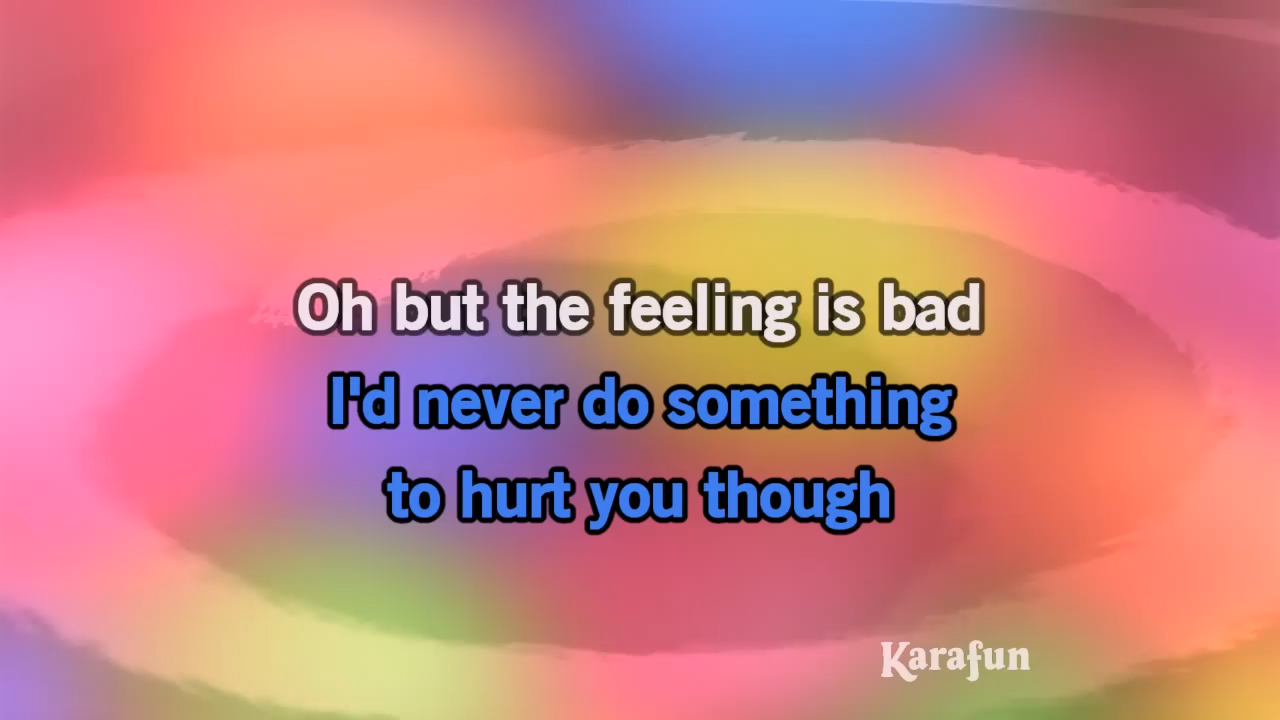 Oh but the feeling is bad
I'd never do something
to hurt you though
Karafun